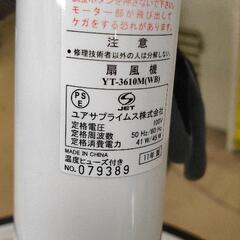 モーター部が飛び出して
ケガをする恐れがあります。
⚠注意
●修理技術者以外の人は分解しない。
扇風機
YT-3610M(WB)
PS
E
S
JET
ユアサプライムス株式会社
定格電圧 100V
定格周波数 50 Hz/60 Hz
定格消費電力 41 W/45 W
MADE IN CHINA
11年製
温度ヒューズ付き
NO. 079389